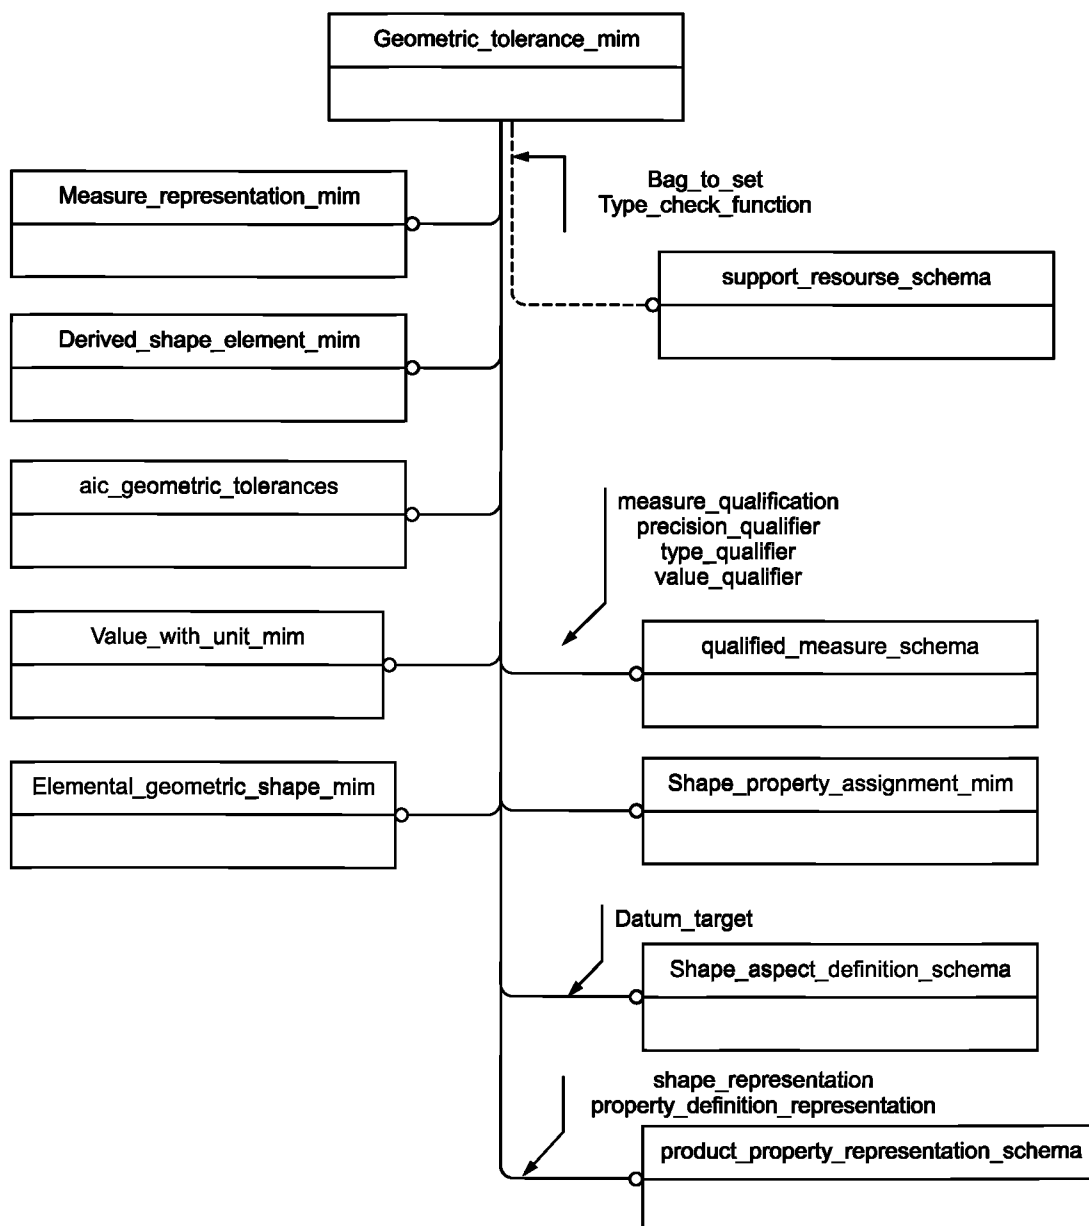 Geometric_tolerance_mim
Measure_representation_mim
Bag_to_set
Type_check_function
support_resourse_schema
Derived_shape_element_mim
aic_geometric_tolerances
measure_qualification
precision_qualifier
type_qualifier
value_qualifier
Value_with_unit_mim
qualified_measure_schema
Elemental_geometric_shape_mim
Shape_property_assignment_mim
Datum_target
Shape_aspect_definition_schema
shape_representation
property_definition_representation
product_property_representation_schema